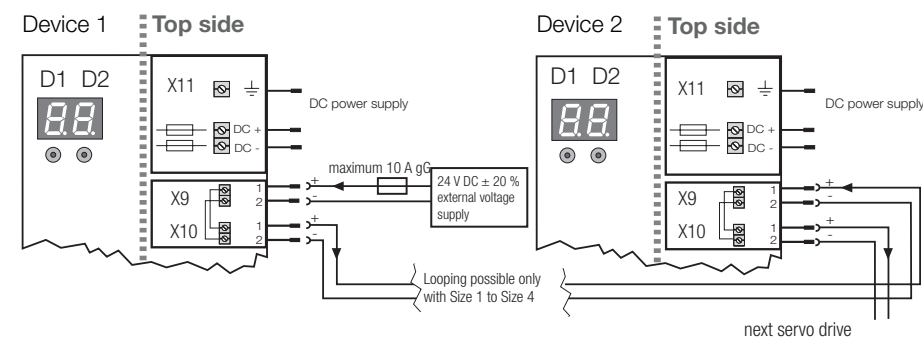 Device 1
Top side
D1 D2
8.8.
X11
DC +
DC -
DC power supply
X9
1
2
X10
1
2
+
-
+
-
maximum 10 A gG
24 V DC ± 20 %
external voltage
supply
Looping possible only
with Size 1 to Size 4
Device 2
Top side
D1 D2
8.8.
X11
DC +
DC -
DC power supply
X9
1
2
X10
1
2
+
-
+
-
next servo drive